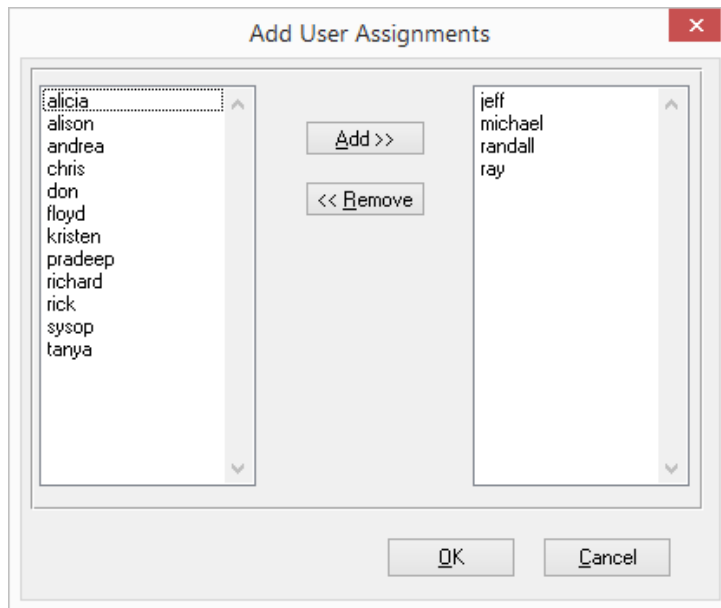 Add User Assignments
alicia
alison
andrea
chris
don
floyd
kristen
pradeep
richard
rick
sysop
tanya
Add >>
<< Remove
jeff
michael
randall
ray
OK
Cancel